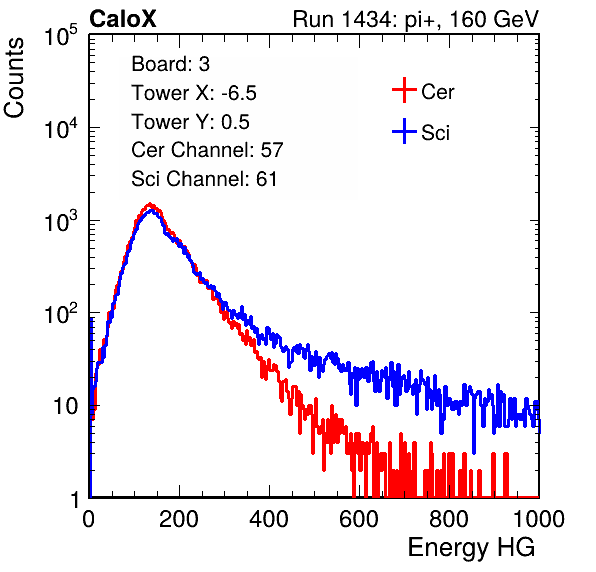 CaloX Run 1434: pi+, 160 GeV
Counts
Board: 3
Tower X: -6.5
Tower Y: 0.5
Cer Channel: 57
Sci Channel: 61
Cer
Sci
10^5
10^4
10^3
10^2
10
1
0 200 400 600 800 1000
Energy HG